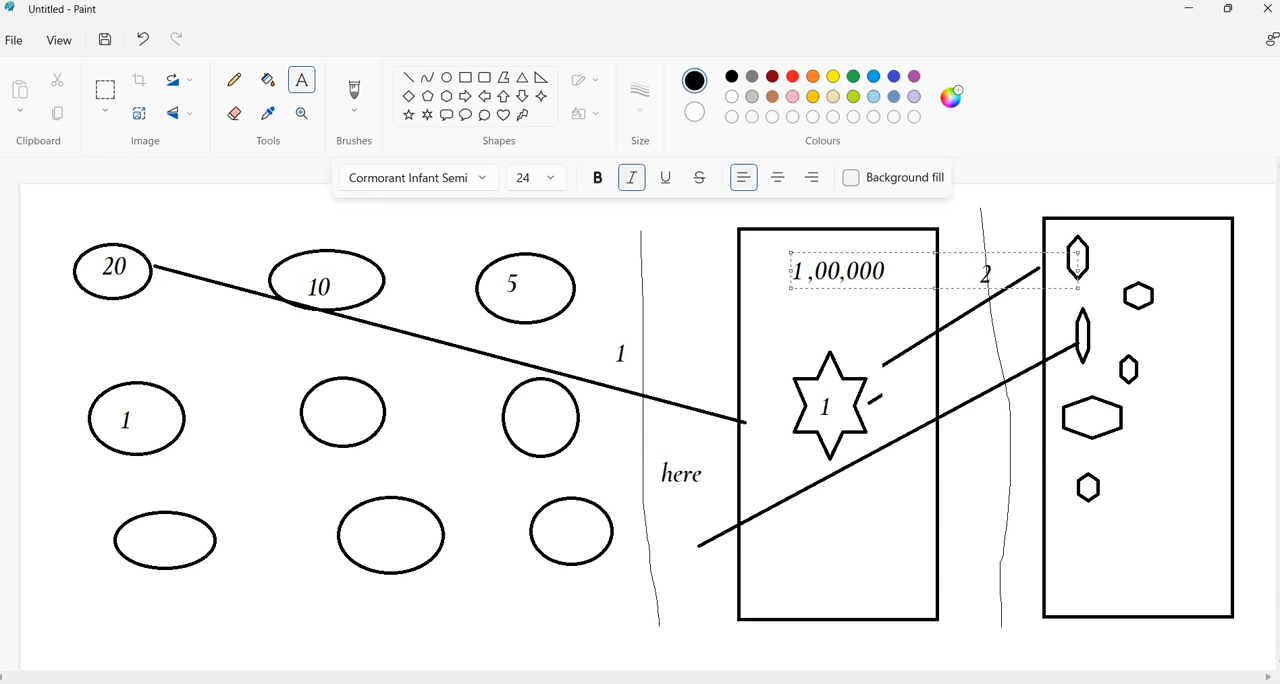 Untitled - Paint
File
View
Clipboard
Image
A
Tools
Brushes
Shapes
Size
Colours
Cormorant Infant Semi
24
B
I
U
S
Background fill
20
10
5
1
1 ,00,000
2
1
1
here